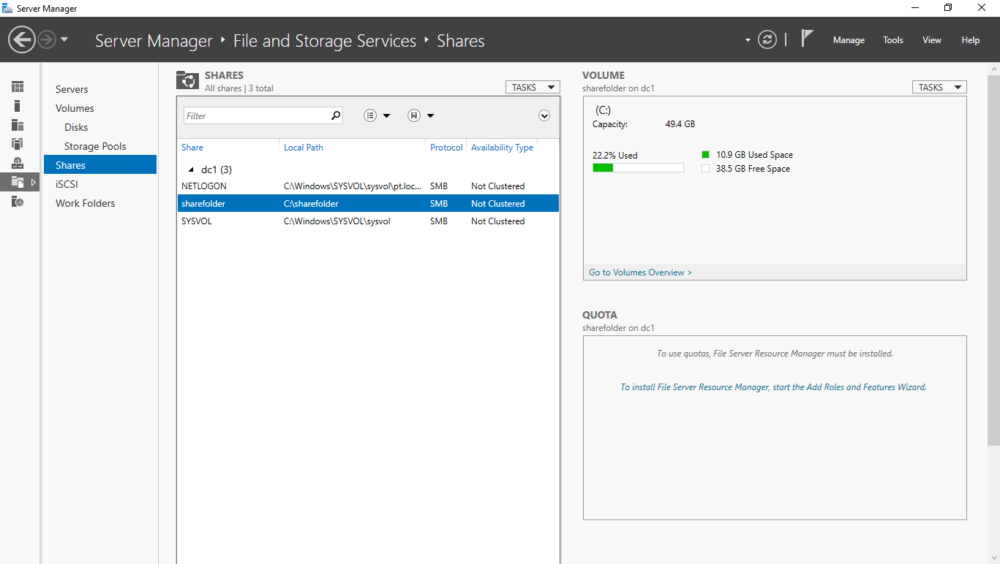 Server Manager
Server Manager ‣ File and Storage Services ‣ Shares
Manage Tools View Help
Servers
Volumes
Disks
Storage Pools
Shares
iSCSI
Work Folders
SHARES
All shares | 3 total
TASKS
Filter
Share Local Path Protocol Availability Type
dc1 (3)
NETLOGON C:\Windows\SYSVOL\sysvol\pt.loc... SMB Not Clustered
sharefolder C:\sharefolder SMB Not Clustered
SYSVOL C:\Windows\SYSVOL\sysvol SMB Not Clustered
VOLUME
sharefolder on dc1
TASKS
(C:)
Capacity: 49.4 GB
22.2% Used
10.9 GB Used Space
38.5 GB Free Space
Go to Volumes Overview >
QUOTA
sharefolder on dc1
To use quotas, File Server Resource Manager must be installed.
To install File Server Resource Manager, start the Add Roles and Features Wizard.